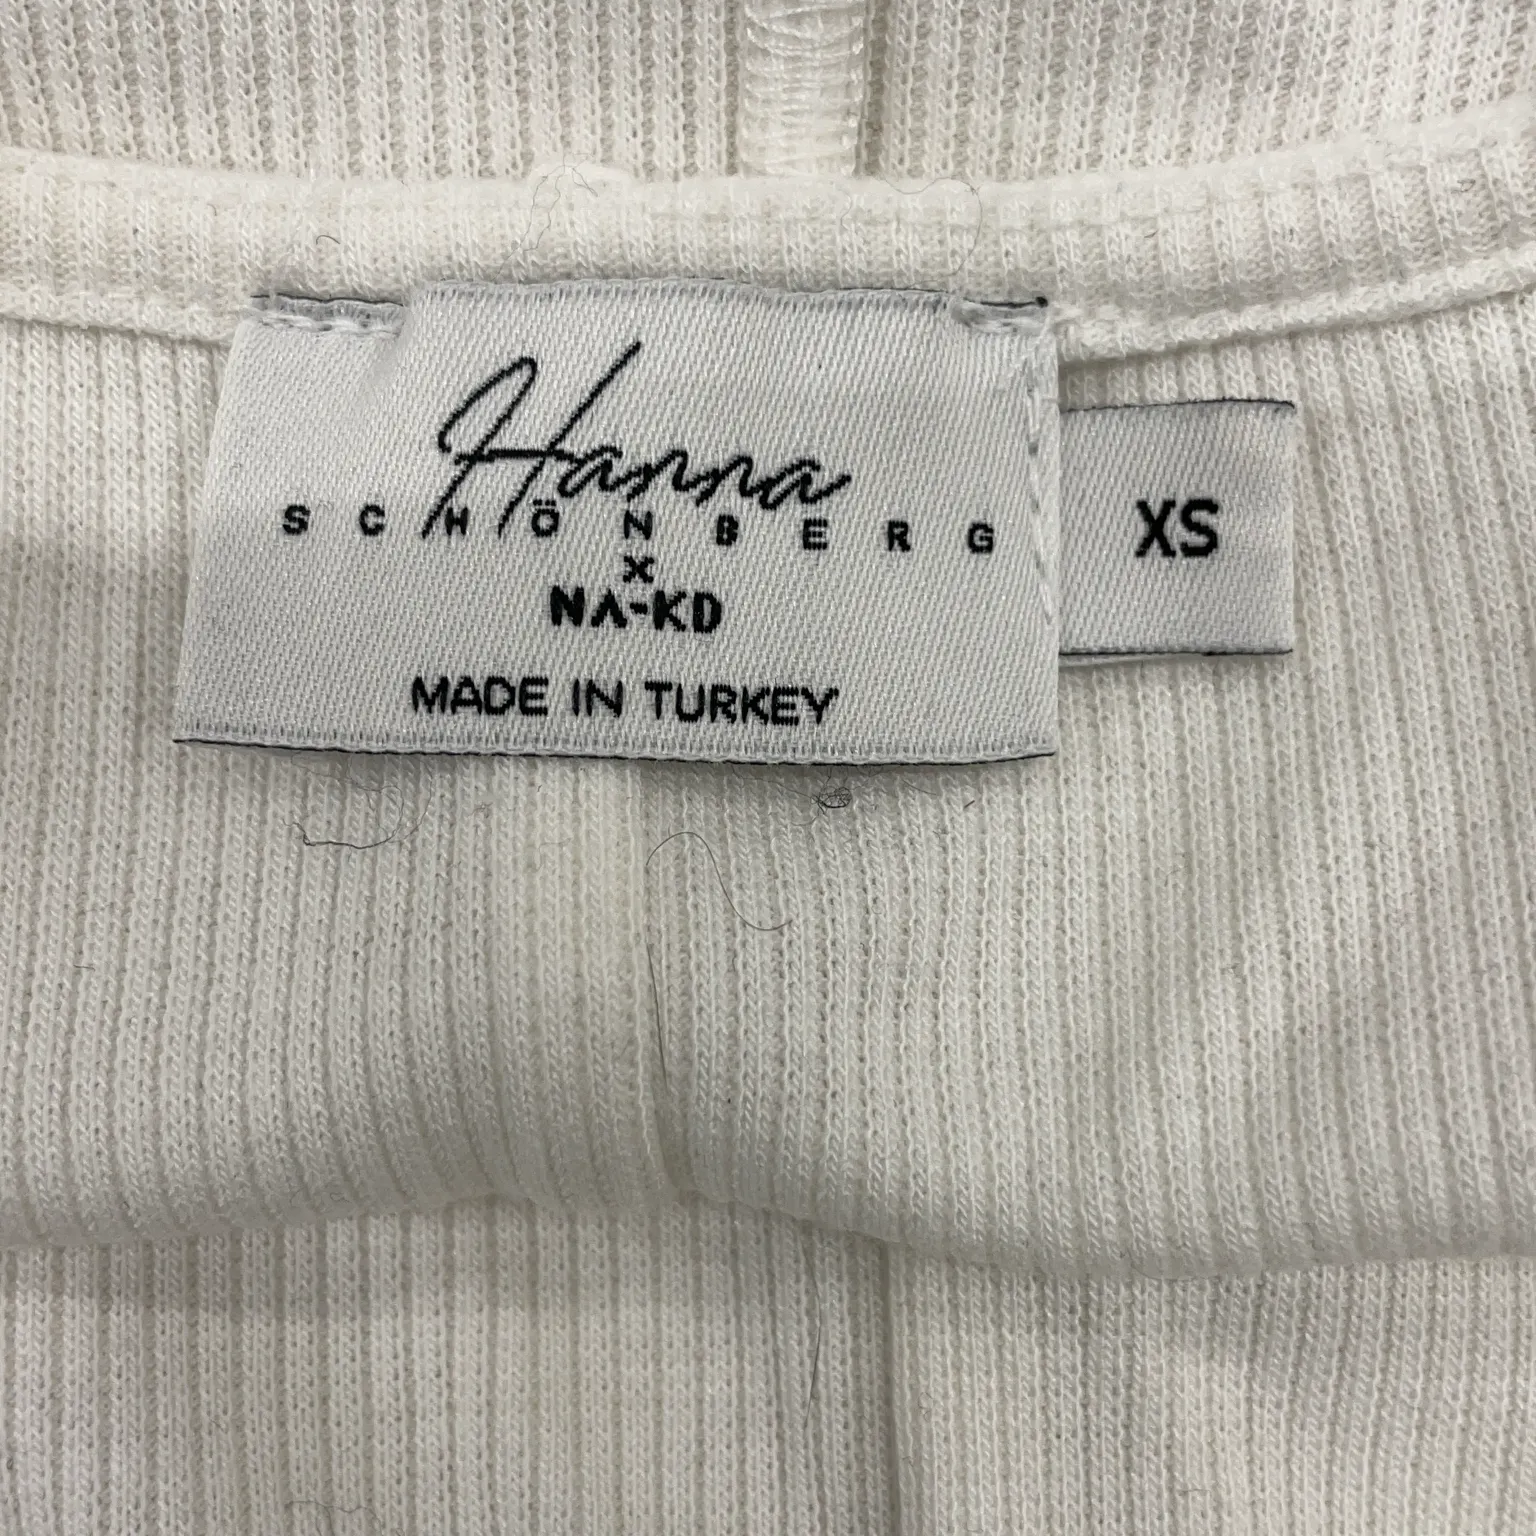 Hanna
SCHÖNBERG
x
NA-KD
MADE IN TURKEY
XS